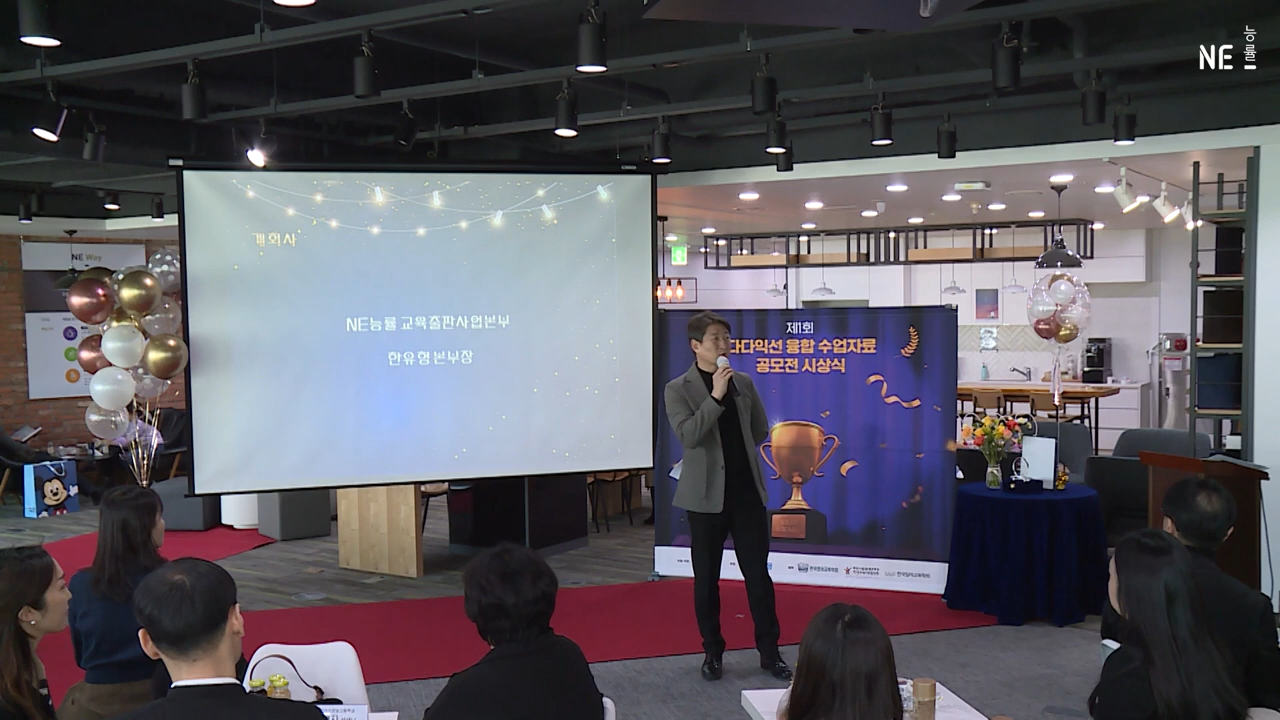 NE 능률
NE Way
개회사
NE능률 교육출판사업본부
한유형 본부장
제1회
다다익선 융합 수업자료
공모전 시상식